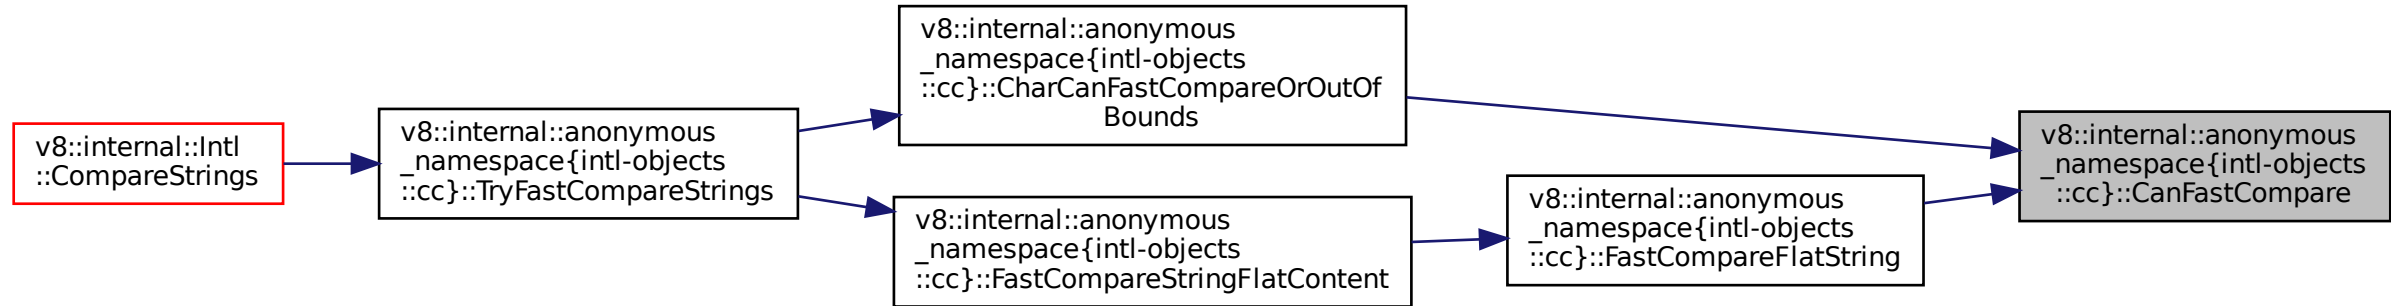 v8::internal::Intl
::CompareStrings
v8::internal::anonymous
_namespace{intl-objects
::cc}::TryFastCompareStrings
v8::internal::anonymous
_namespace{intl-objects
::cc}::CharCanFastCompareOrOutOf
Bounds
v8::internal::anonymous
_namespace{intl-objects
::cc}::FastCompareStringFlatContent
v8::internal::anonymous
_namespace{intl-objects
::cc}::FastCompareFlatString
v8::internal::anonymous
_namespace{intl-objects
::cc}::CanFastCompare